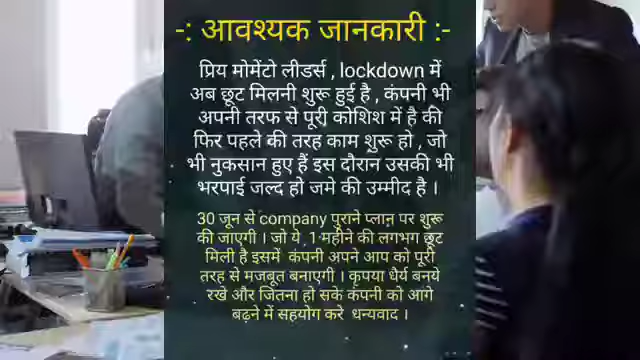 -: आवश्यक जानकारी :-
प्रिय मोमेंटो लीडर्स , lockdown में
अब छूट मिलनी शुरू हुई है , कंपनी भी
अपनी तरफ से पूरी कोशिश में है की
फिर पहले की तरह काम शुरू हो , जो
भी नुकसान हुए हैं इस दौरान उसकी भी
भरपाई जल्द हो जमे की उम्मीद है ।
30 जून से company पुराने प्लान पर शुरू
की जाएगी । जो ये 1 महीने की लगभग छूट
मिली है इसमें कंपनी अपने आप को पूरी
तरह से मजबूत बनाएगी । कृपया धैर्य बनये
रखे और जितना हो सके कंपनी को आगे
बढ़ने में सहयोग करे धन्यवाद ।